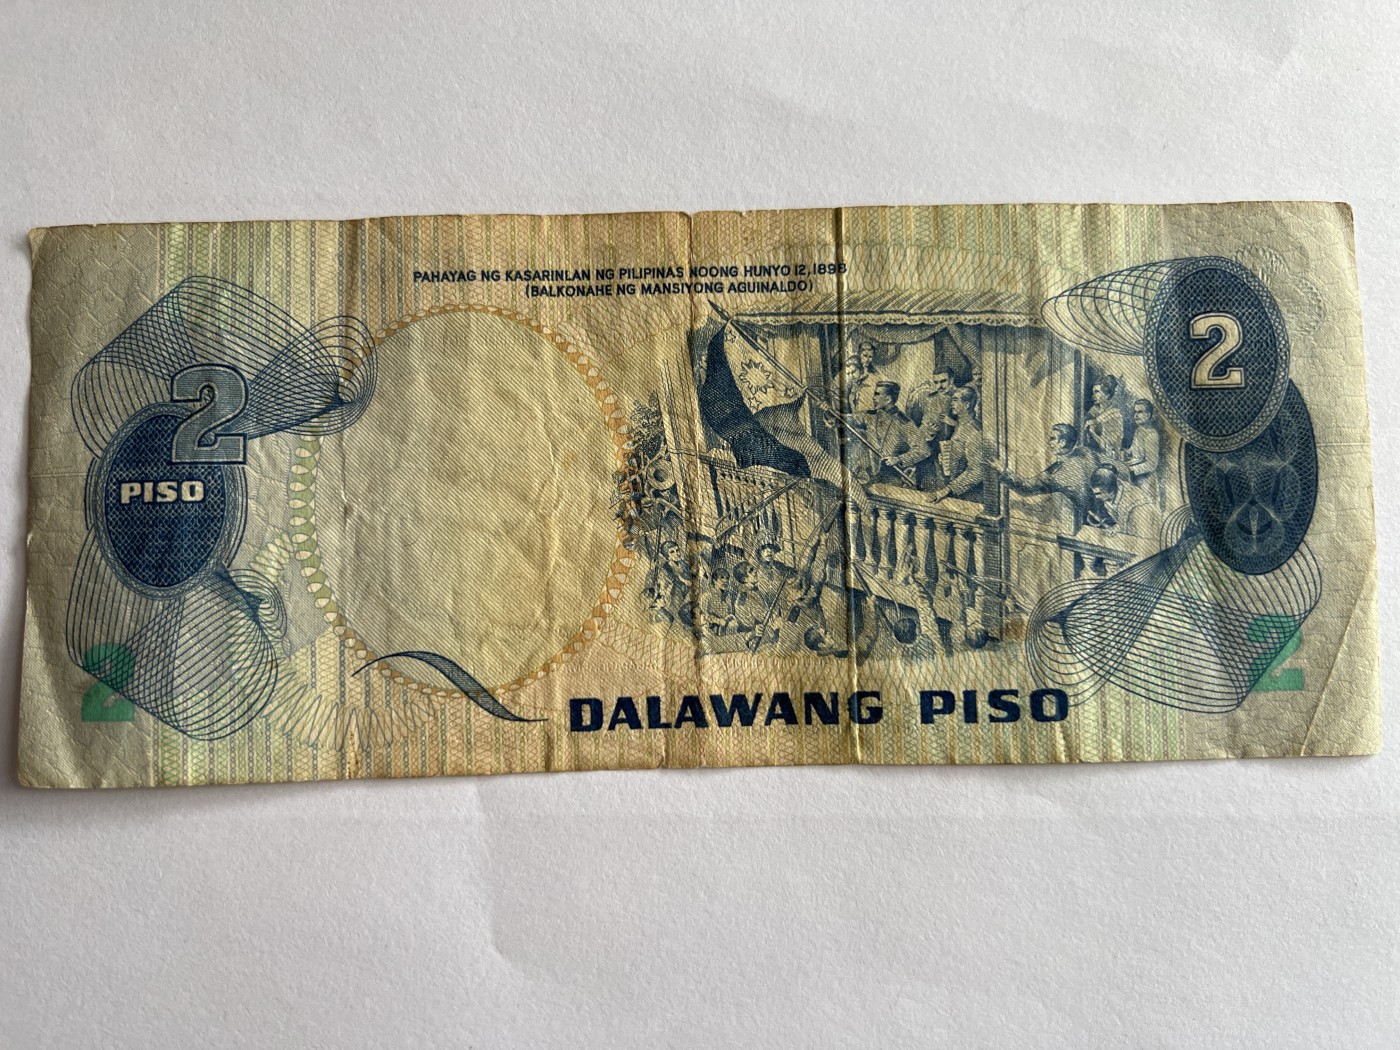 PAHAYAG NG KASARINLAN NG PILIPINAS NOONG HUNYO 12, 1898
(BALKONAHE NG MANSIYONG AGUINALDO)
2
2
PISO
DALAWANG PISO
2
2